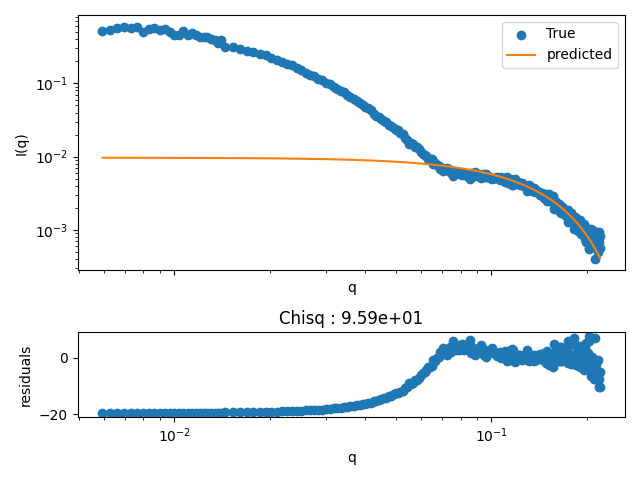 True
predicted
10⁻¹
10⁻²
10⁻³
I(q)
q
Chisq : 9.59e+01
0
−20
residuals
10⁻²
10⁻¹
q